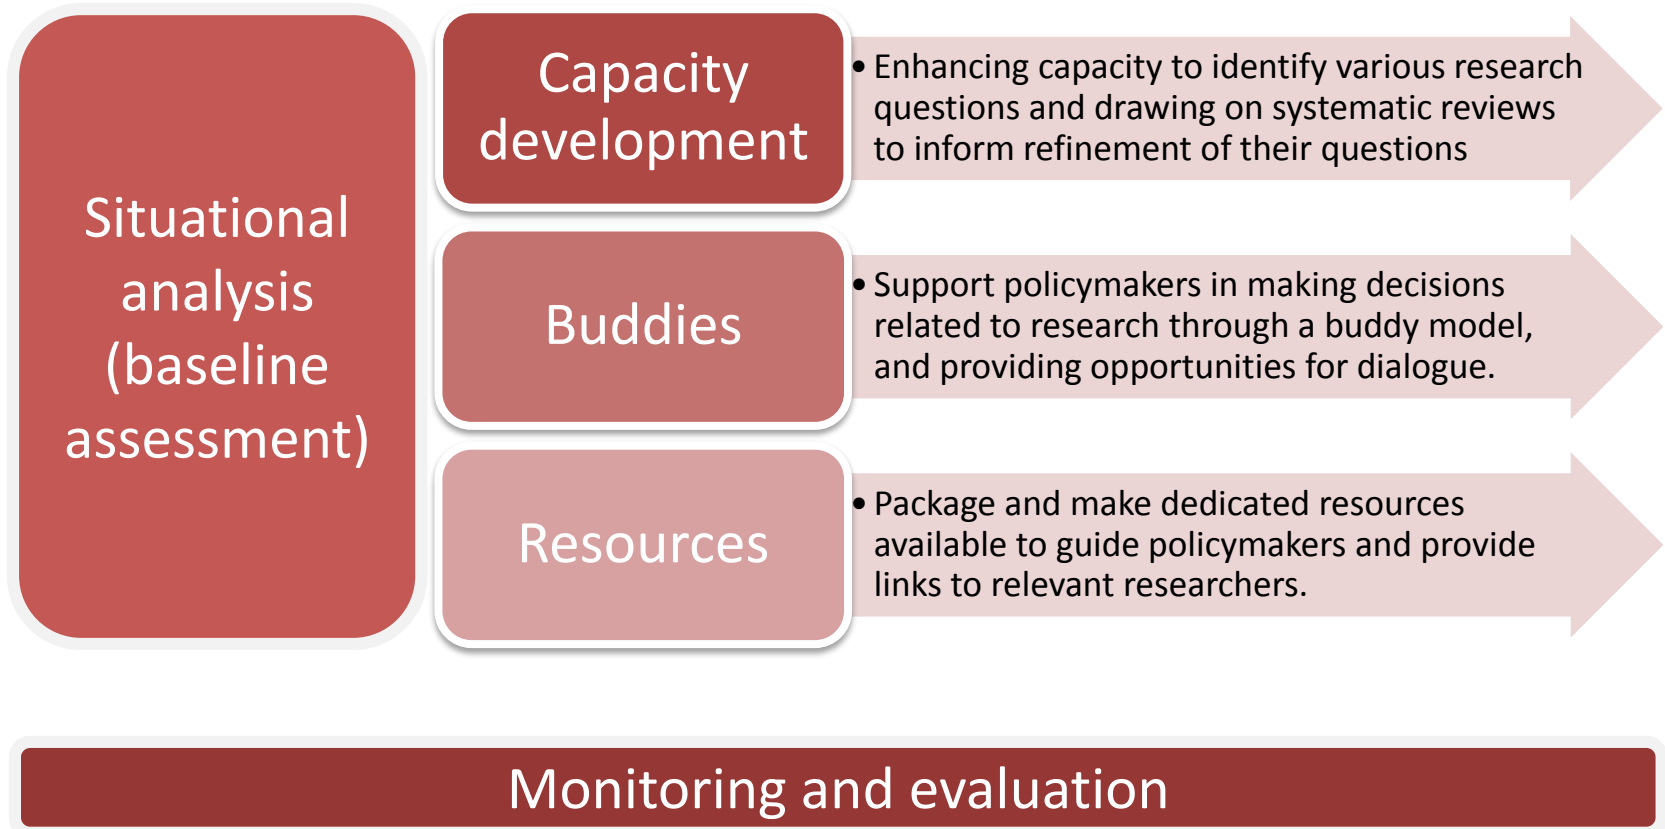 Situational
analysis
(baseline
assessment)
Capacity
development
• Enhancing capacity to identify various research
questions and drawing on systematic reviews
to inform refinement of their questions
Buddies
• Support policymakers in making decisions
related to research through a buddy model,
and providing opportunities for dialogue.
Resources
• Package and make dedicated resources
available to guide policymakers and provide
links to relevant researchers.
Monitoring and evaluation